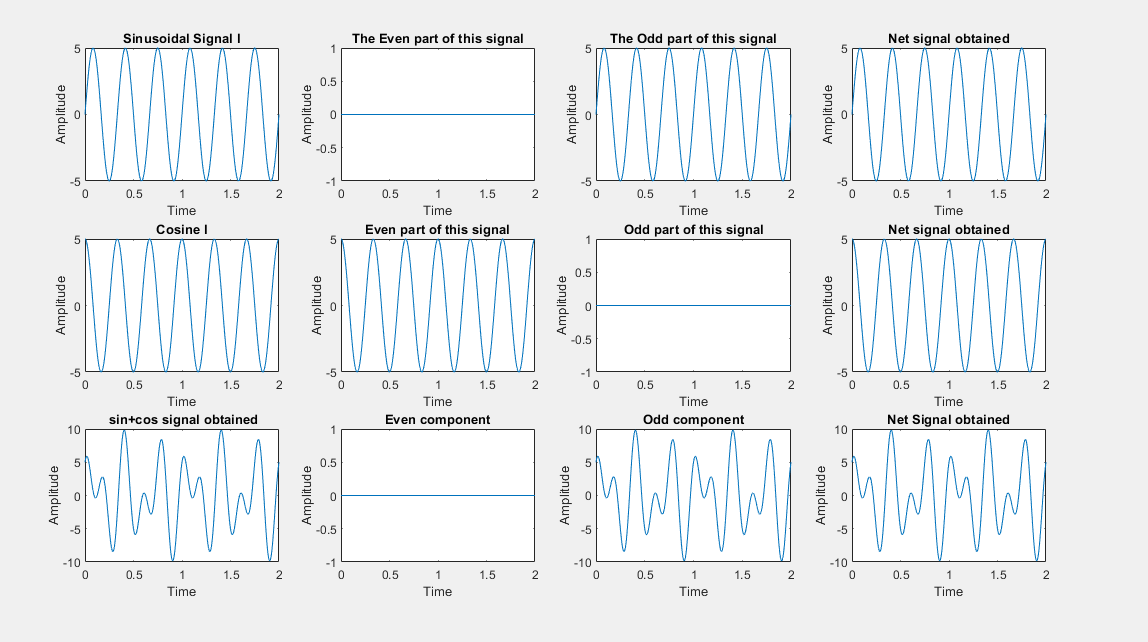 Sinusoidal Signal I
5
0
-5
Amplitude
0 0.5 1 1.5 2
Time
The Even part of this signal
1
0.5
0
-0.5
-1
Amplitude
0 0.5 1 1.5 2
Time
The Odd part of this signal
5
0
-5
Amplitude
0 0.5 1 1.5 2
Time
Net signal obtained
5
0
-5
Amplitude
0 0.5 1 1.5 2
Time
Cosine I
5
0
-5
Amplitude
0 0.5 1 1.5 2
Time
Even part of this signal
5
0
-5
Amplitude
0 0.5 1 1.5 2
Time
Odd part of this signal
1
0.5
0
-0.5
-1
Amplitude
0 0.5 1 1.5 2
Time
Net signal obtained
5
0
-5
Amplitude
0 0.5 1 1.5 2
Time
sin+cos signal obtained
10
5
0
-5
-10
Amplitude
0 0.5 1 1.5 2
Time
Even component
1
0.5
0
-0.5
-1
Amplitude
0 0.5 1 1.5 2
Time
Odd component
10
5
0
-5
-10
Amplitude
0 0.5 1 1.5 2
Time
Net Signal obtained
10
5
0
-5
-10
Amplitude
0 0.5 1 1.5 2
Time